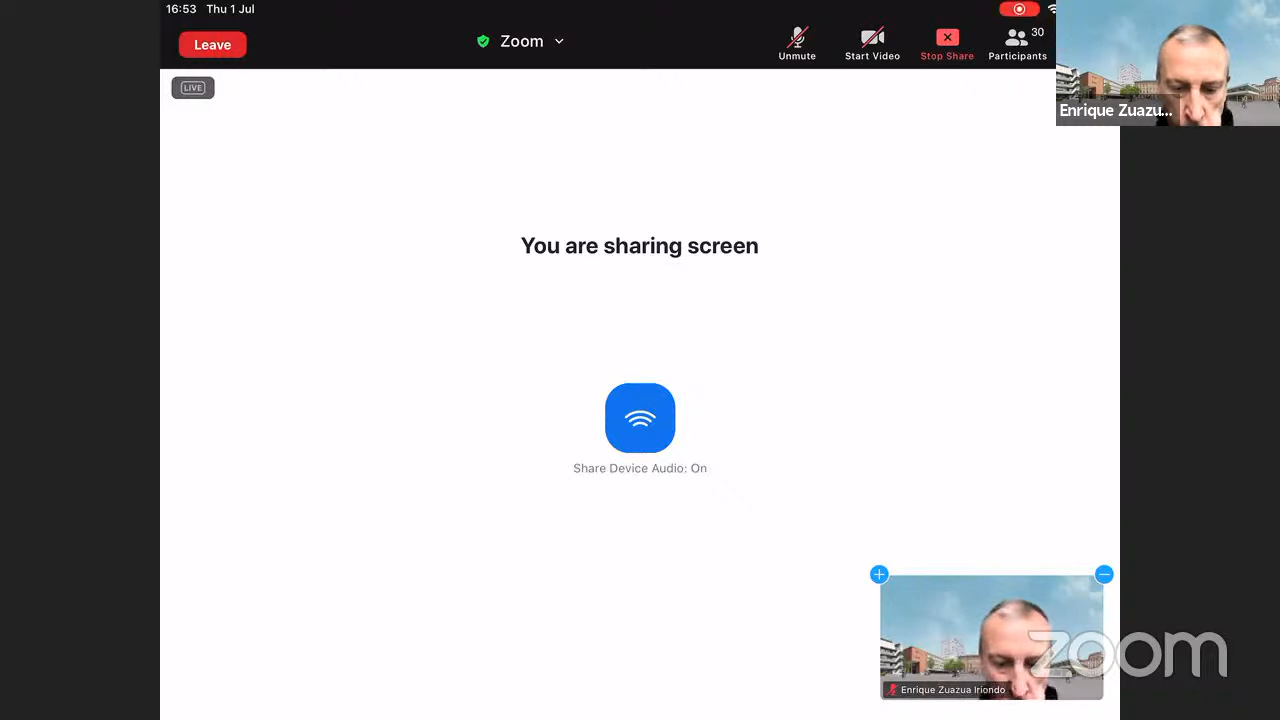 16:53 Thu 1 Jul
Leave
Zoom
Unmute
Start Video
Stop Share
Participants
30
Enrique Zuazu...
LIVE
You are sharing screen
Share Device Audio: On
Enrique Zuazua Iriondo
zoom